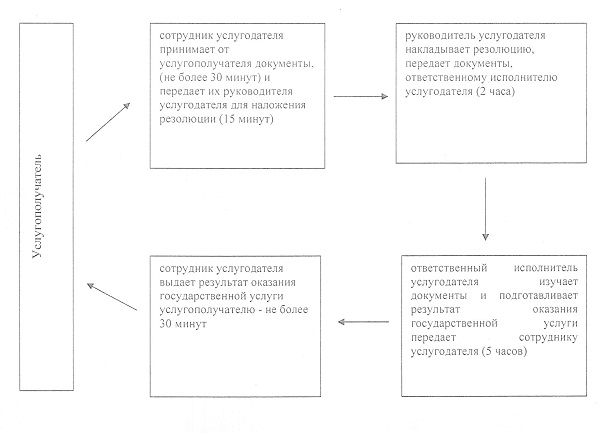 Услугополучатель
сотрудник услугодателя
принимает от
услугополучателя документы,
(не более 30 минут) и
передает их руководителя
услугодателя для наложения
резолюции (15 минут)
руководитель услугодателя
накладывает резолюцию,
передает документы,
ответственному исполнителю
услугодателя (2 часа)
ответственный исполнитель
услугодателя изучает
документы и подготавливает
результат оказания
государственной услуги
передает сотруднику
услугодателя (5 часов)
сотрудник услугодателя
выдает результат оказания
государственной услуги
услугополучателю - не более
30 минут